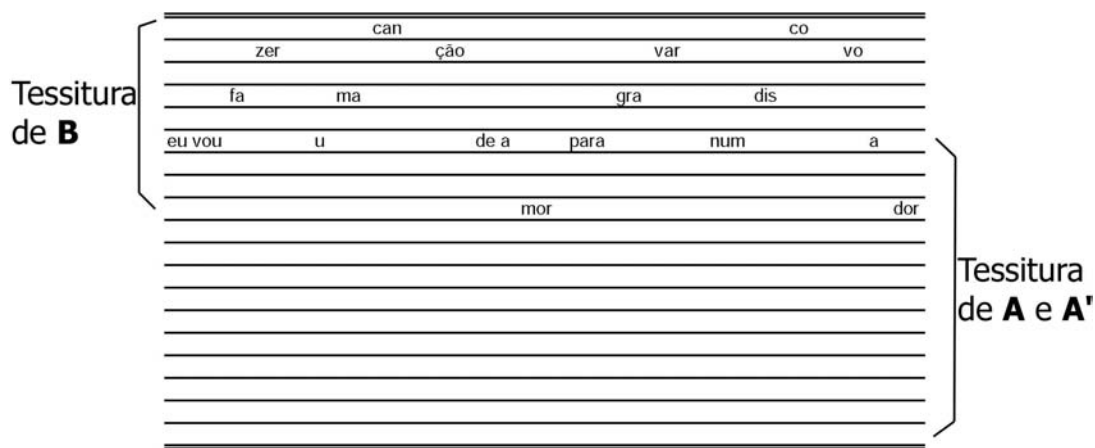 can co
zer ção var vo
Tessitura
de B
fa ma gra dis
eu vou u de a para num a
mor dor
Tessitura
de A e A'